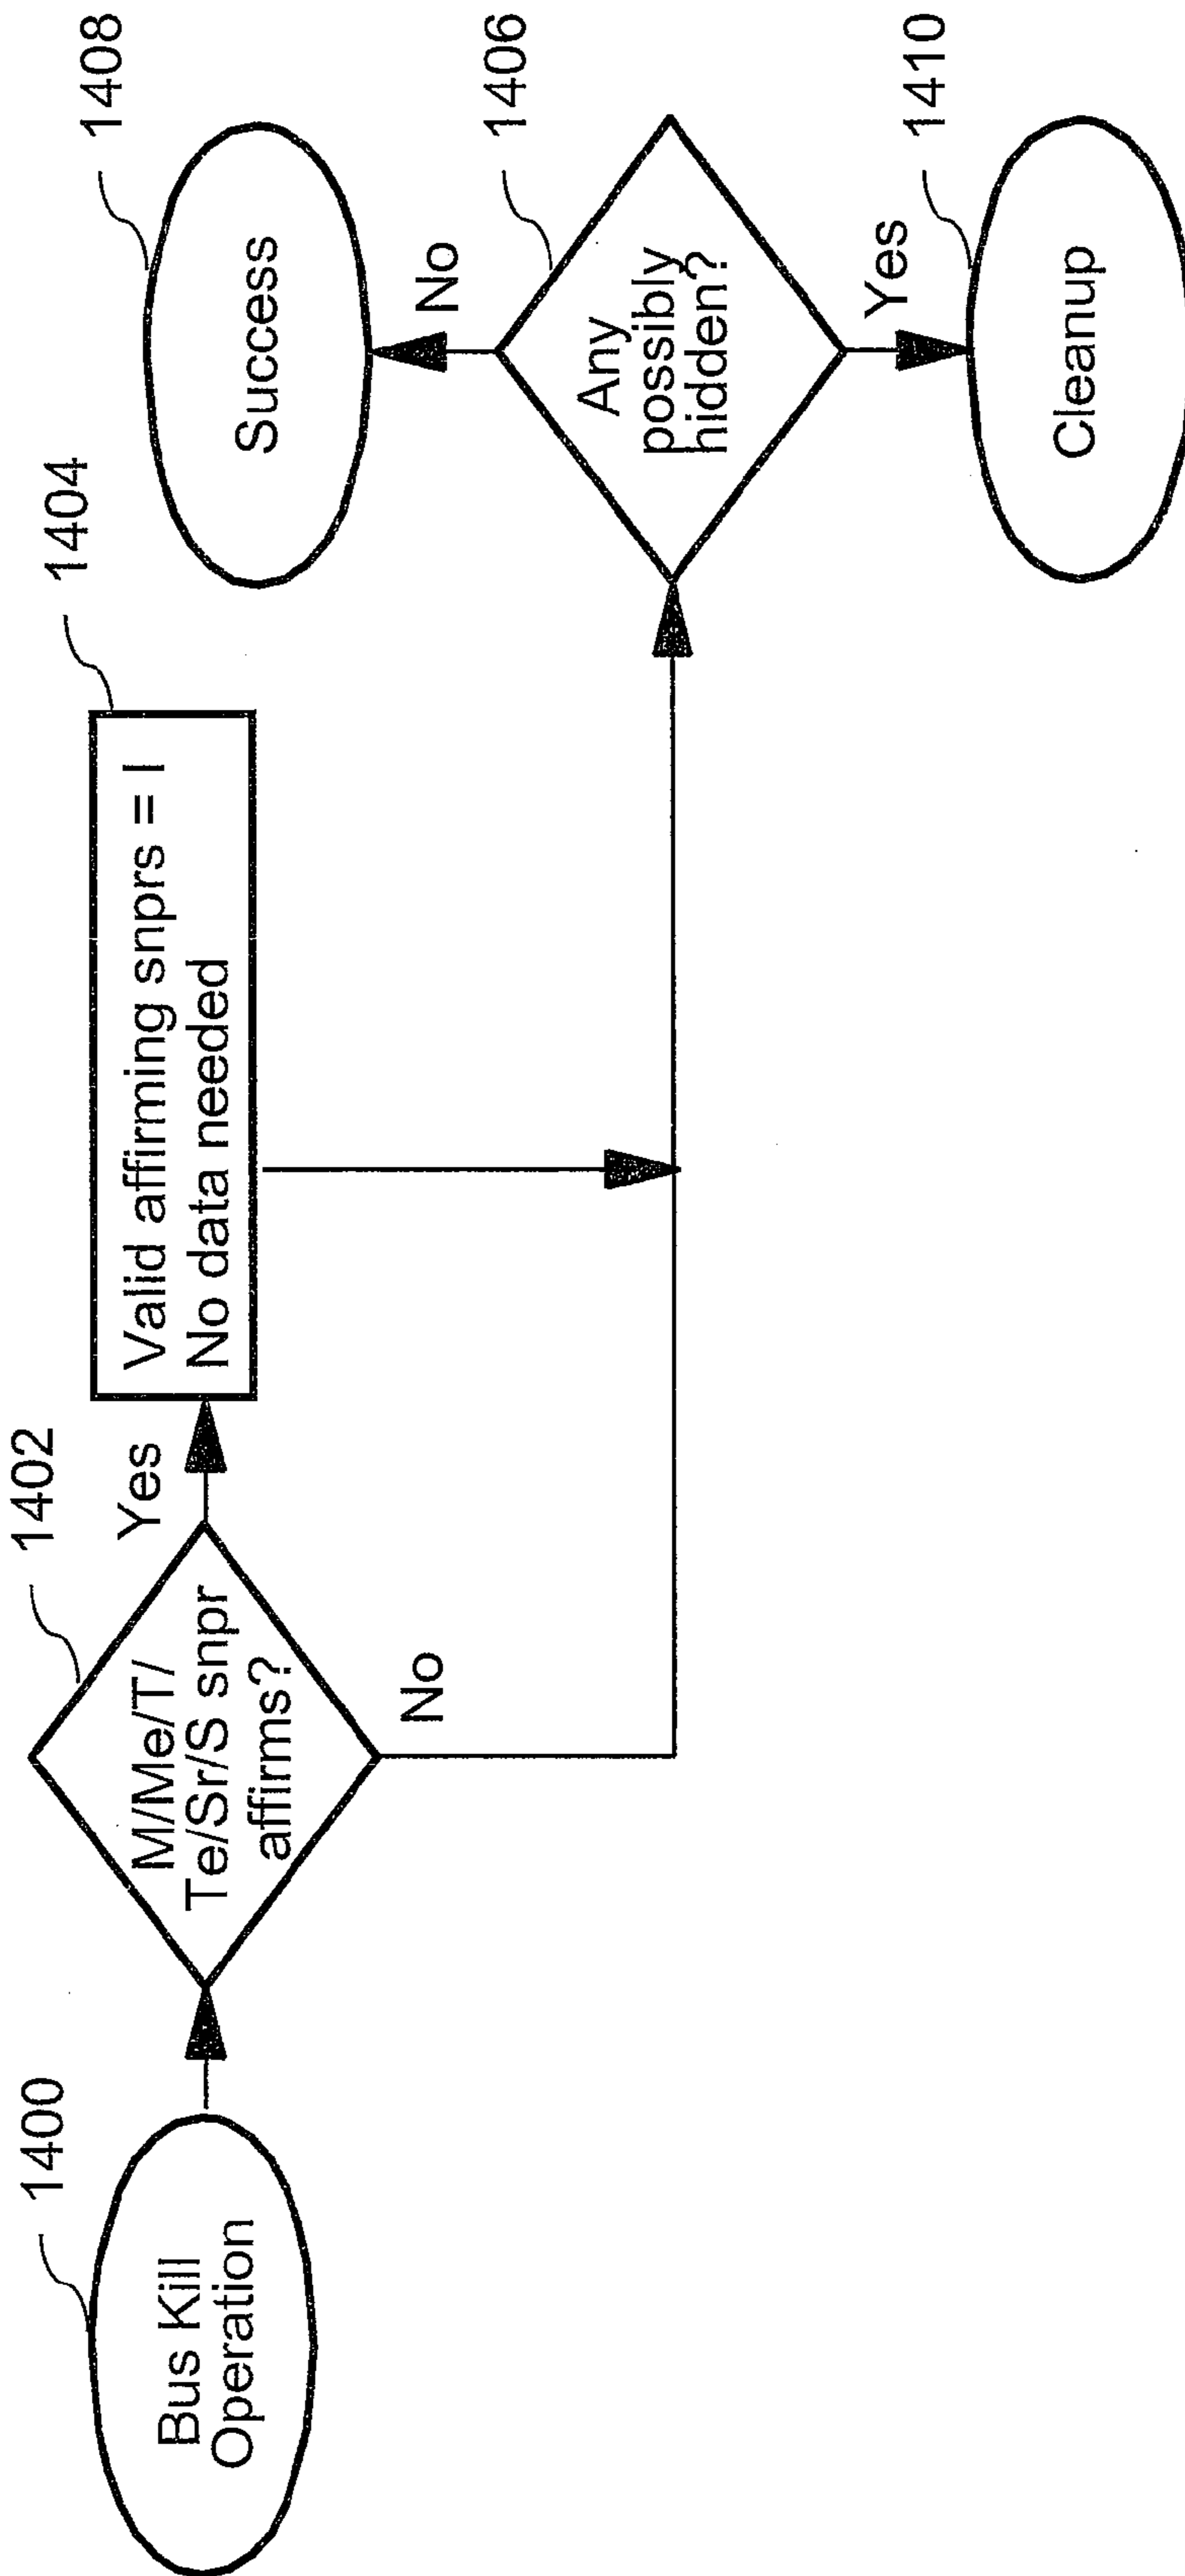 1400
Bus Kill
Operation
1402
M/Me/T/
Te/Sr/S snpr
affirms?
Yes
No
1404
Valid affirming snprs = I
No data needed
1406
Any
possibly
hidden?
No
1408
Success
Yes
1410
Cleanup